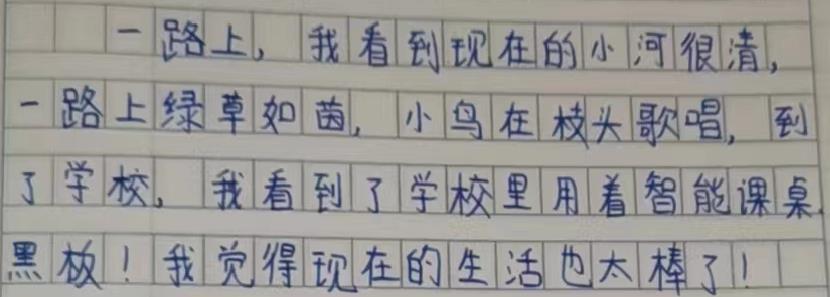 一路上，我看到现在的小河很清，
一路上绿草如茵，小鸟在枝头歌唱，到
了学校，我看到了学校里用着智能课桌，
黑板！我觉得现在的生活也太棒了！